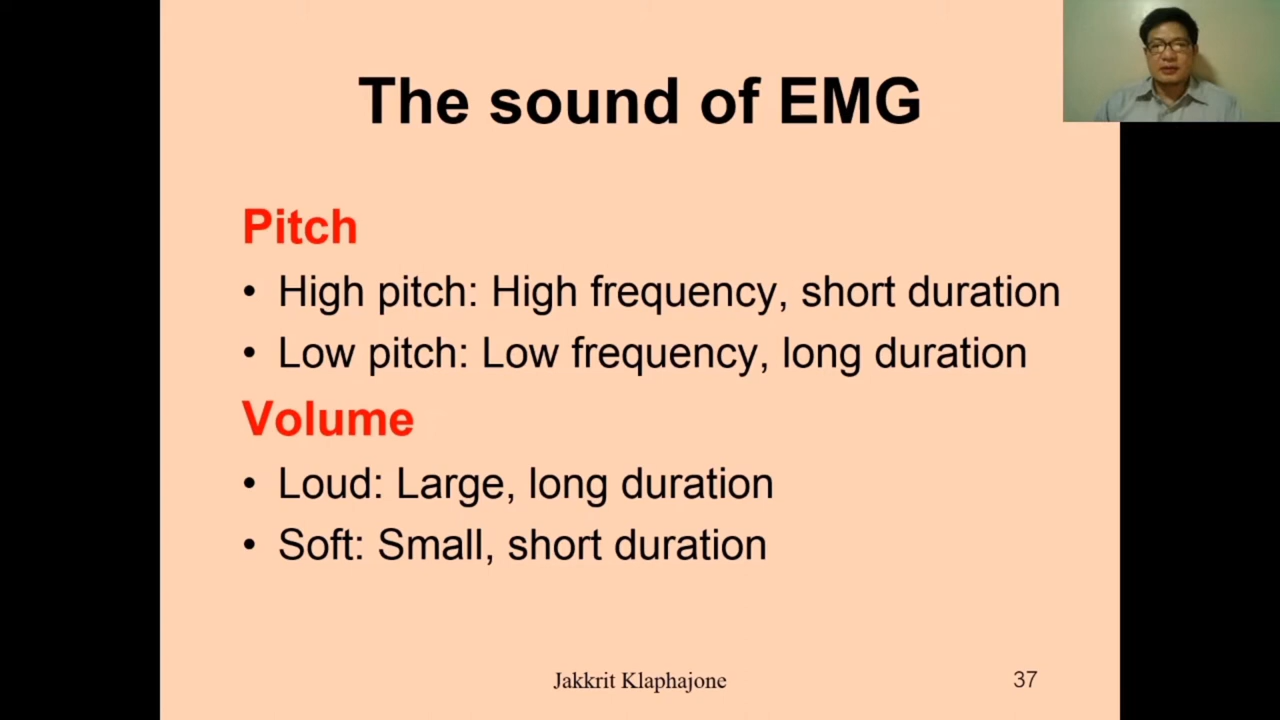 The sound of EMG
Pitch
• High pitch: High frequency, short duration
• Low pitch: Low frequency, long duration
Volume
• Loud: Large, long duration
• Soft: Small, short duration
Jakkrit Klaphajone
37